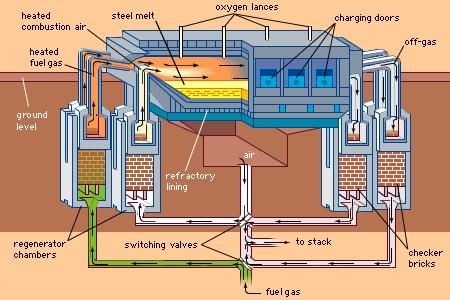 oxygen lances
heated
combustion air
steel melt
charging doors
heated
fuel gas
off-gas
ground
level
refractory
lining
air
regenerator
chambers
switching valves
to stack
checker
bricks
fuel gas